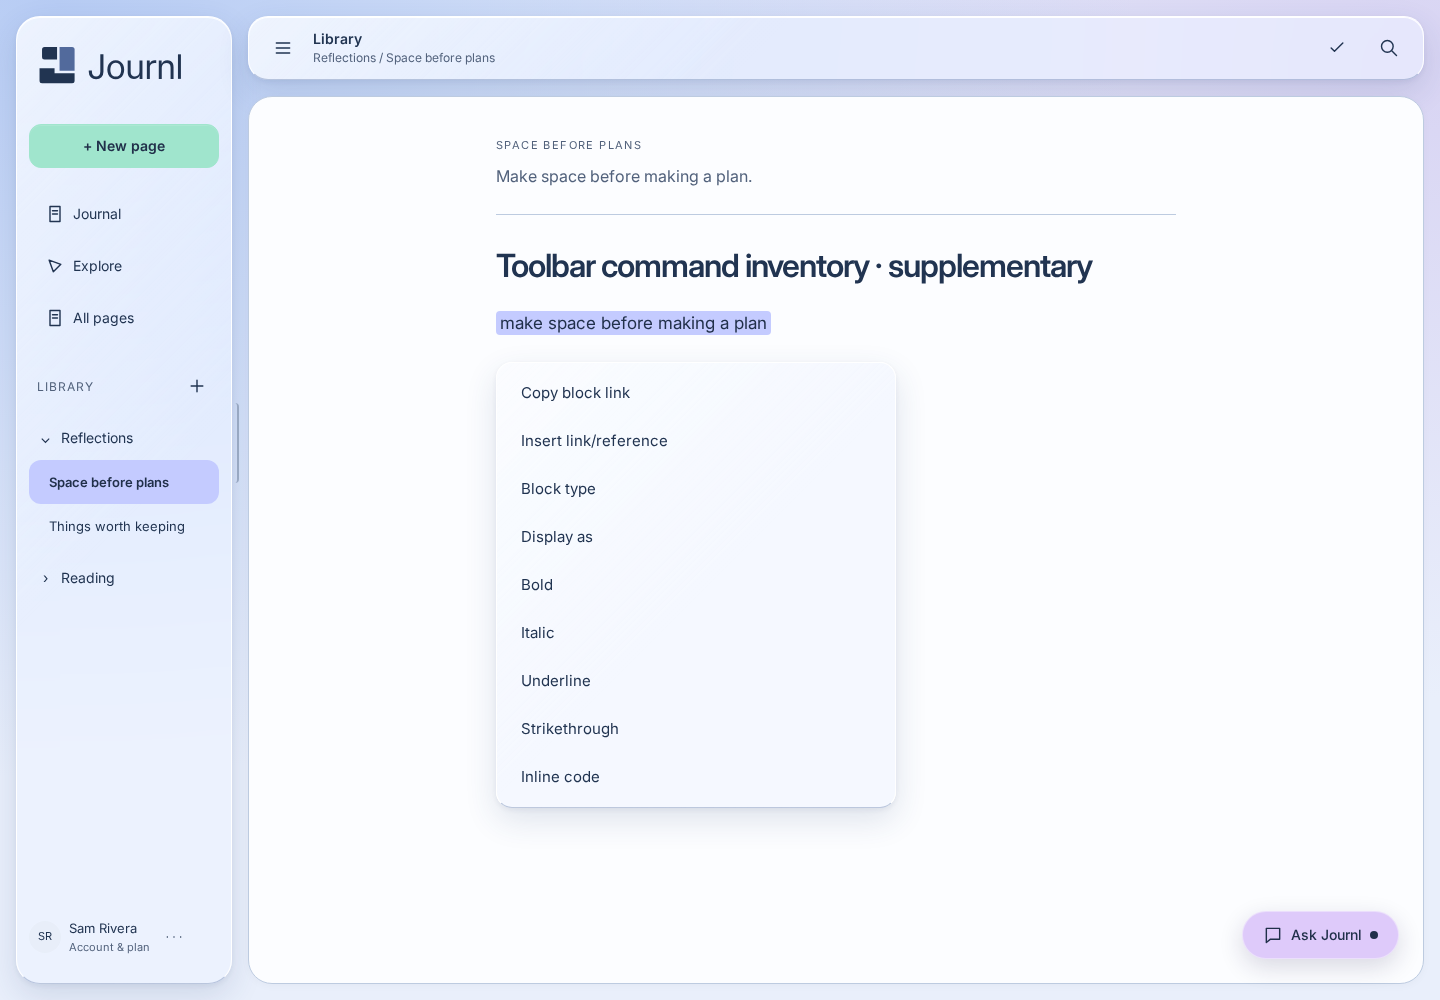 Journl
+ New page
Journal
Explore
All pages
LIBRARY
Reflections
Space before plans
Things worth keeping
Reading
SR
Sam Rivera
Account & plan
Library
Reflections / Space before plans
SPACE BEFORE PLANS
Make space before making a plan.
Toolbar command inventory · supplementary
make space before making a plan
Copy block link
Insert link/reference
Block type
Display as
Bold
Italic
Underline
Strikethrough
Inline code
Ask Journl